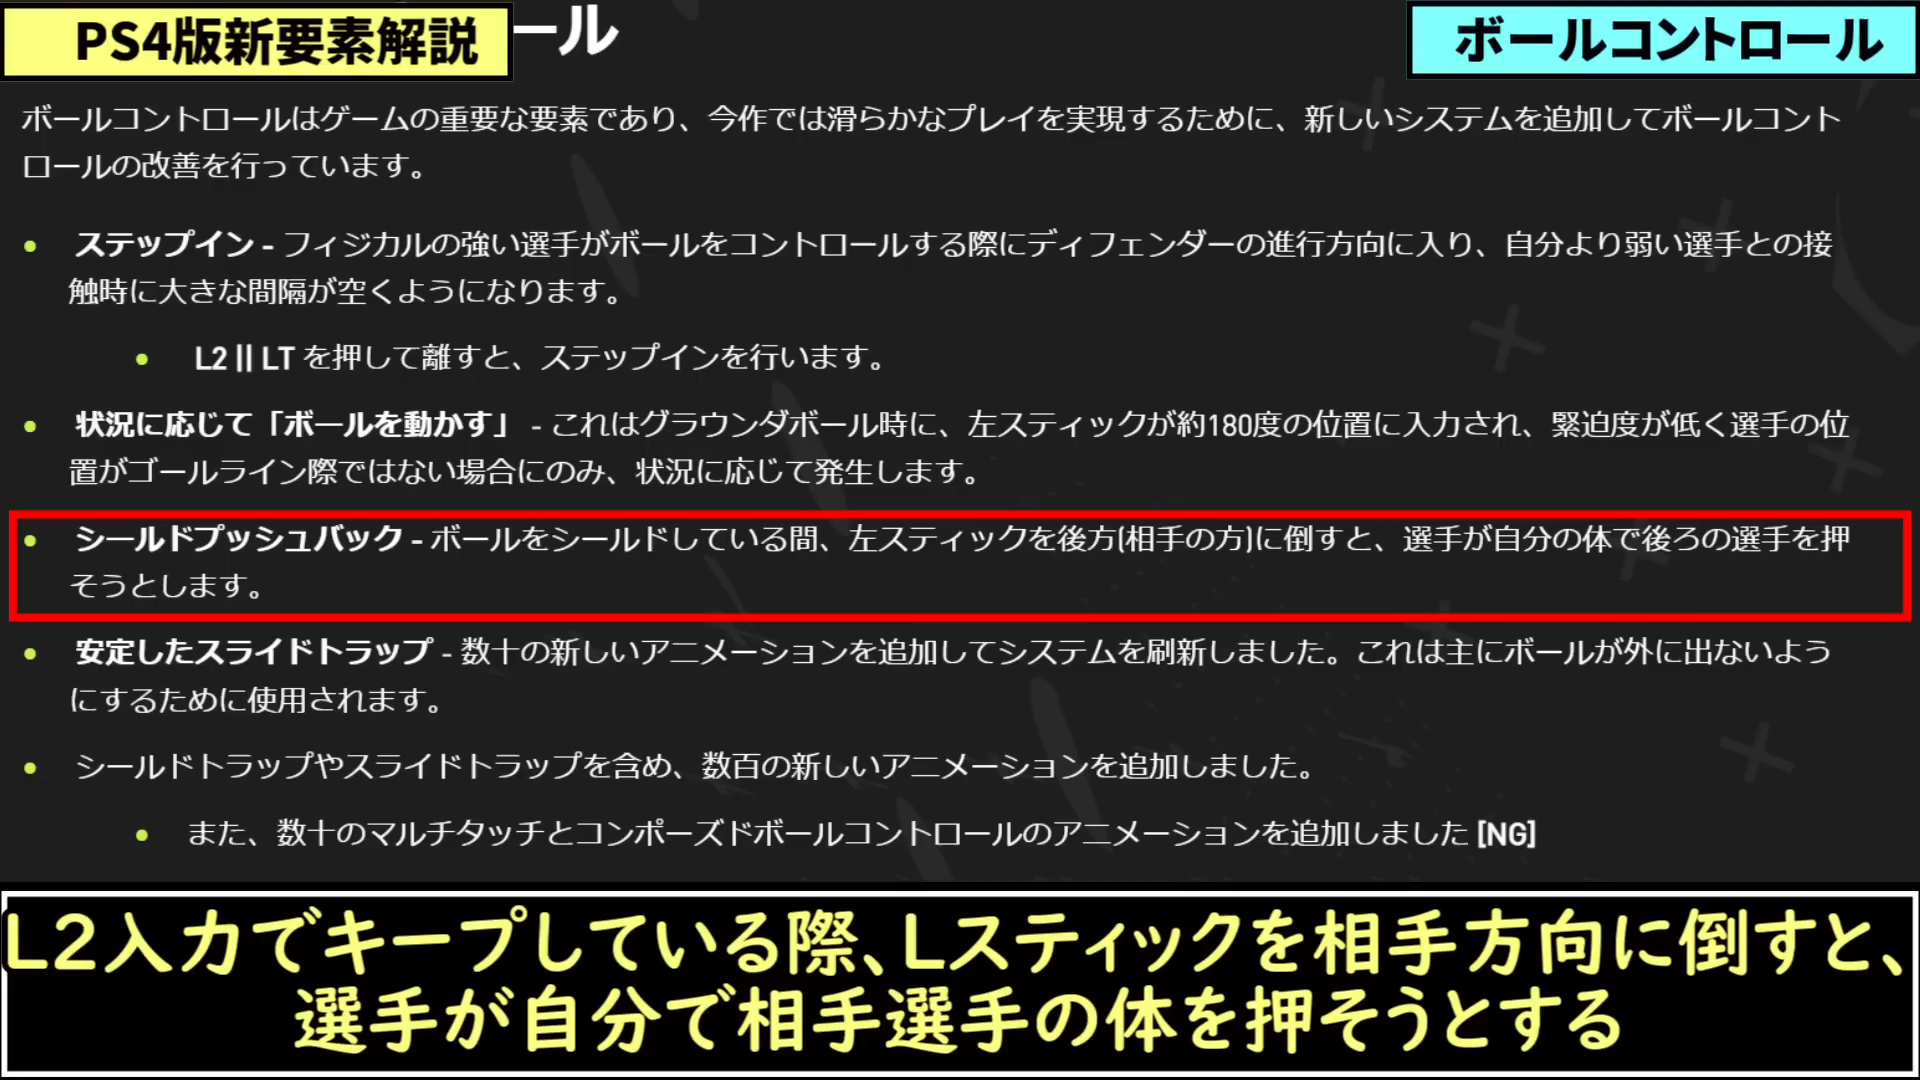 PS4版新要素解説
ール
ボールコントロール
ボールコントロールはゲームの重要な要素であり、今作では滑らかなプレイを実現するために、新しいシステムを追加してボールコント
ロールの改善を行っています。
• ステップイン - フィジカルの強い選手がボールをコントロールする際にディフェンダーの進行方向に入り、自分より弱い選手との接
触時に大きな間隔が空くようになります。
• L2 || LT を押して離すと、ステップインを行います。
• 状況に応じて「ボールを動かす」 - これはグラウンダボール時に、左スティックが約180度の位置に入力され、緊迫度が低く選手の位
置がゴールライン際ではない場合にのみ、状況に応じて発生します。
• シールドプッシュバック - ボールをシールドしている間、左スティックを後方(相手の方)に倒すと、選手が自分の体で後ろの選手を押
そうとします。
• 安定したスライドトラップ - 数十の新しいアニメーションを追加してシステムを刷新しました。これは主にボールが外に出ないよう
にするために使用されます。
• シールドトラップやスライドトラップを含め、数百の新しいアニメーションを追加しました。
• また、数十のマルチタッチとコンポーズドボールコントロールのアニメーションを追加しました [NG]
L2入力でキープしている際、Lスティックを相手方向に倒すと、
選手が自分で相手選手の体を押そうとする